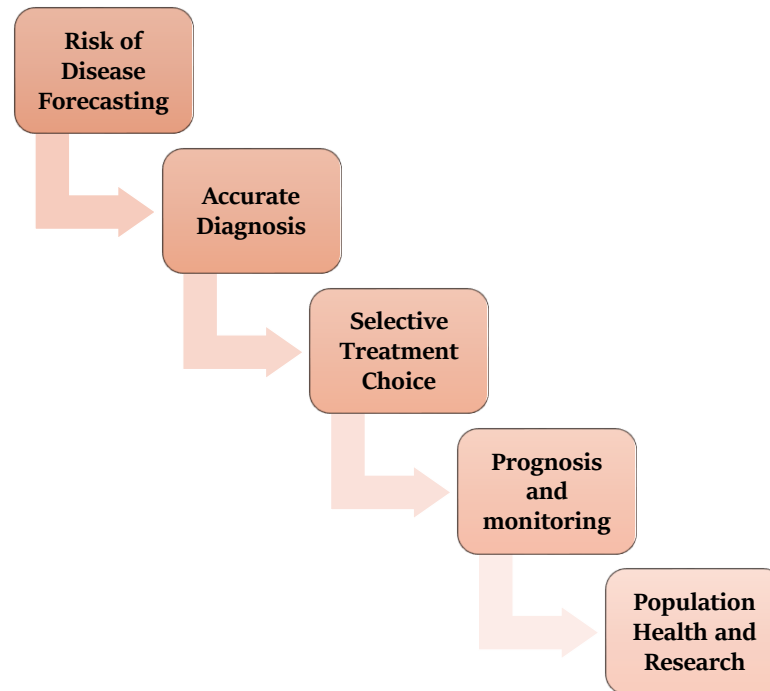 Risk of
Disease
Forecasting
Accurate
Diagnosis
Selective
Treatment
Choice
Prognosis
and
monitoring
Population
Health and
Research